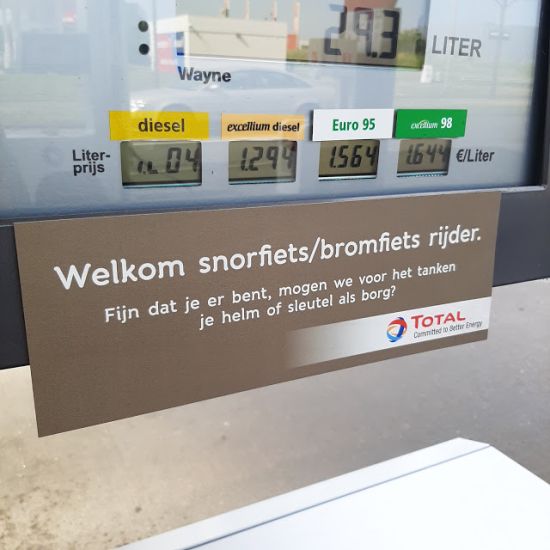 29.3 LITER
Wayne
diesel excellium diesel Euro 95 excellium 98
Liter- 1.294 1.564 1.644 €/Liter
prijs
Welkom snorfiets/bromfiets rijder.
Fijn dat je er bent, mogen we voor het tanken
je helm of sleutel als borg?
TOTAL
Committed to Better Energy